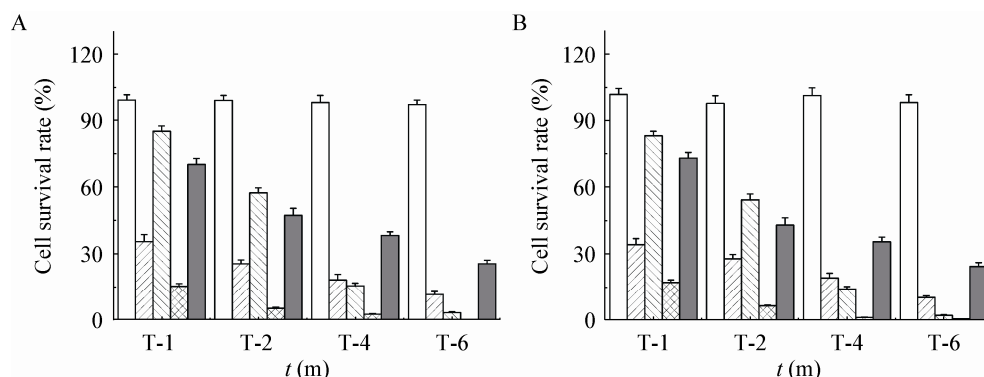 A
Cell survival rate (%)
120
90
60
30
0
T-1 T-2 T-4 T-6
t (m)
B
Cell survival rate (%)
120
90
60
30
0
T-1 T-2 T-4 T-6
t (m)